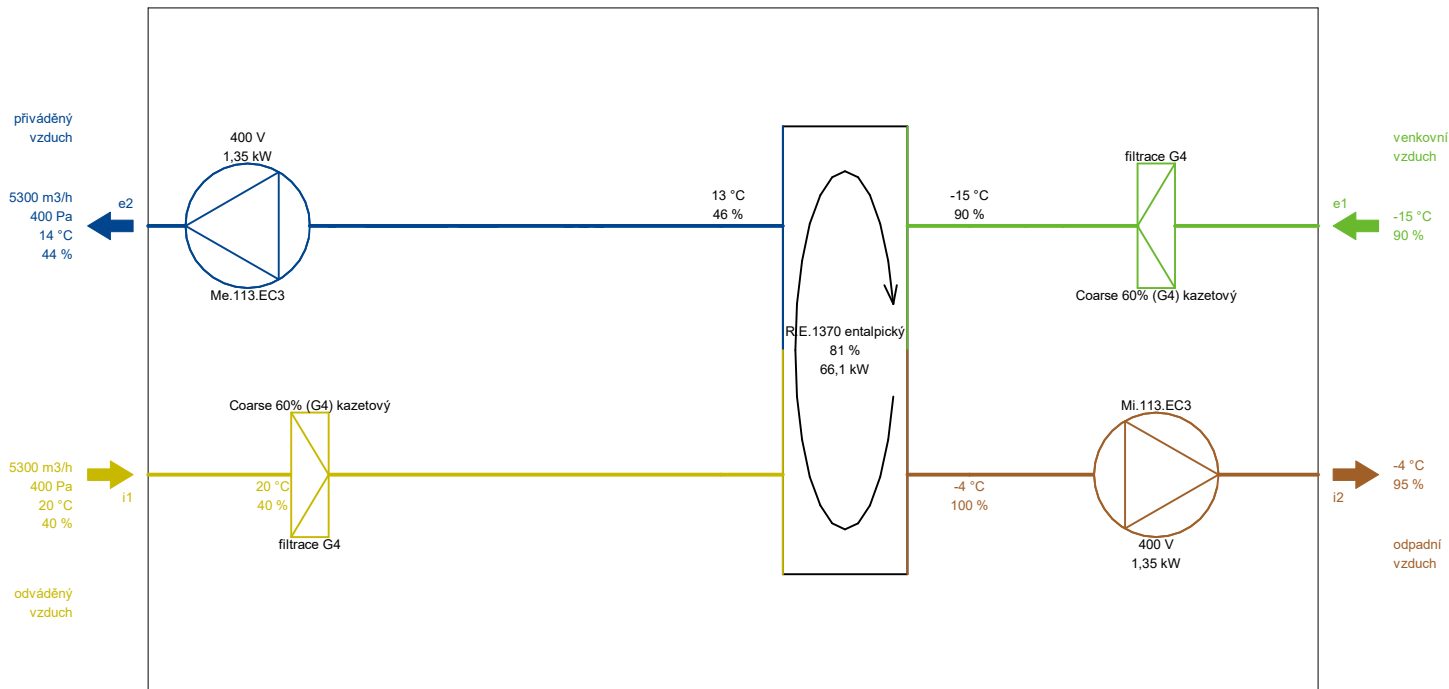 přiváděný
vzduch
5300 m3/h
400 Pa
14 °C
44 %
e2
400 V
1,35 kW
Me.113.EC3
13 °C
46 %
-15 °C
90 %
filtrace G4
Coarse 60% (G4) kazetový
venkovní
vzduch
e1
-15 °C
90 %
R.E.1370 entalpický
81 %
66,1 kW
5300 m3/h
400 Pa
20 °C
40 %
i1
odváděný
vzduch
Coarse 60% (G4) kazetový
20 °C
40 %
filtrace G4
-4 °C
100 %
Mi.113.EC3
400 V
1,35 kW
i2
-4 °C
95 %
odpadní
vzduch